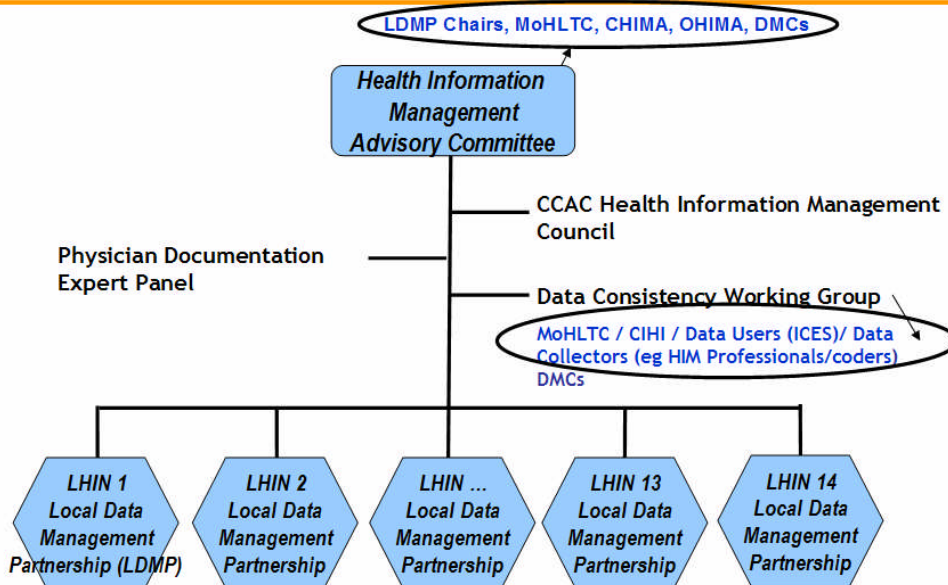 LDMP Chairs, MoHLTC, CHIMA, OHIMA, DMCs
Health Information
Management
Advisory Committee
CCAC Health Information Management
Council
Physician Documentation
Expert Panel
Data Consistency Working Group
MoHLTC / CIHI / Data Users (ICES)/ Data
Collectors (eg HIM Professionals/coders)
DMCs
LHIN 1
Local Data
Management
Partnership (LDMP)
LHIN 2
Local Data
Management
Partnership
LHIN ...
Local Data
Management
Partnership
LHIN 13
Local Data
Management
Partnership
LHIN 14
Local Data
Management
Partnership